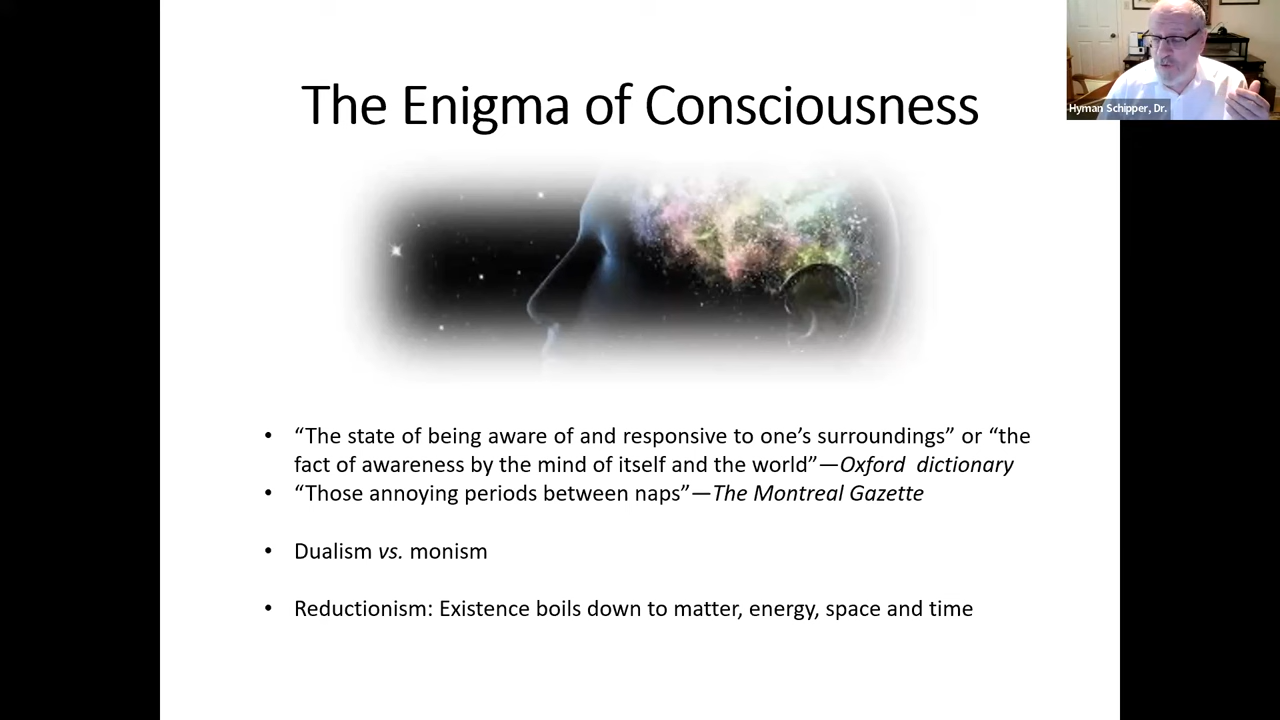 Hyman Schipper, Dr.
The Enigma of Consciousness
• “The state of being aware of and responsive to one’s surroundings” or “the
fact of awareness by the mind of itself and the world”—Oxford dictionary
• “Those annoying periods between naps”—The Montreal Gazette
• Dualism vs. monism
• Reductionism: Existence boils down to matter, energy, space and time